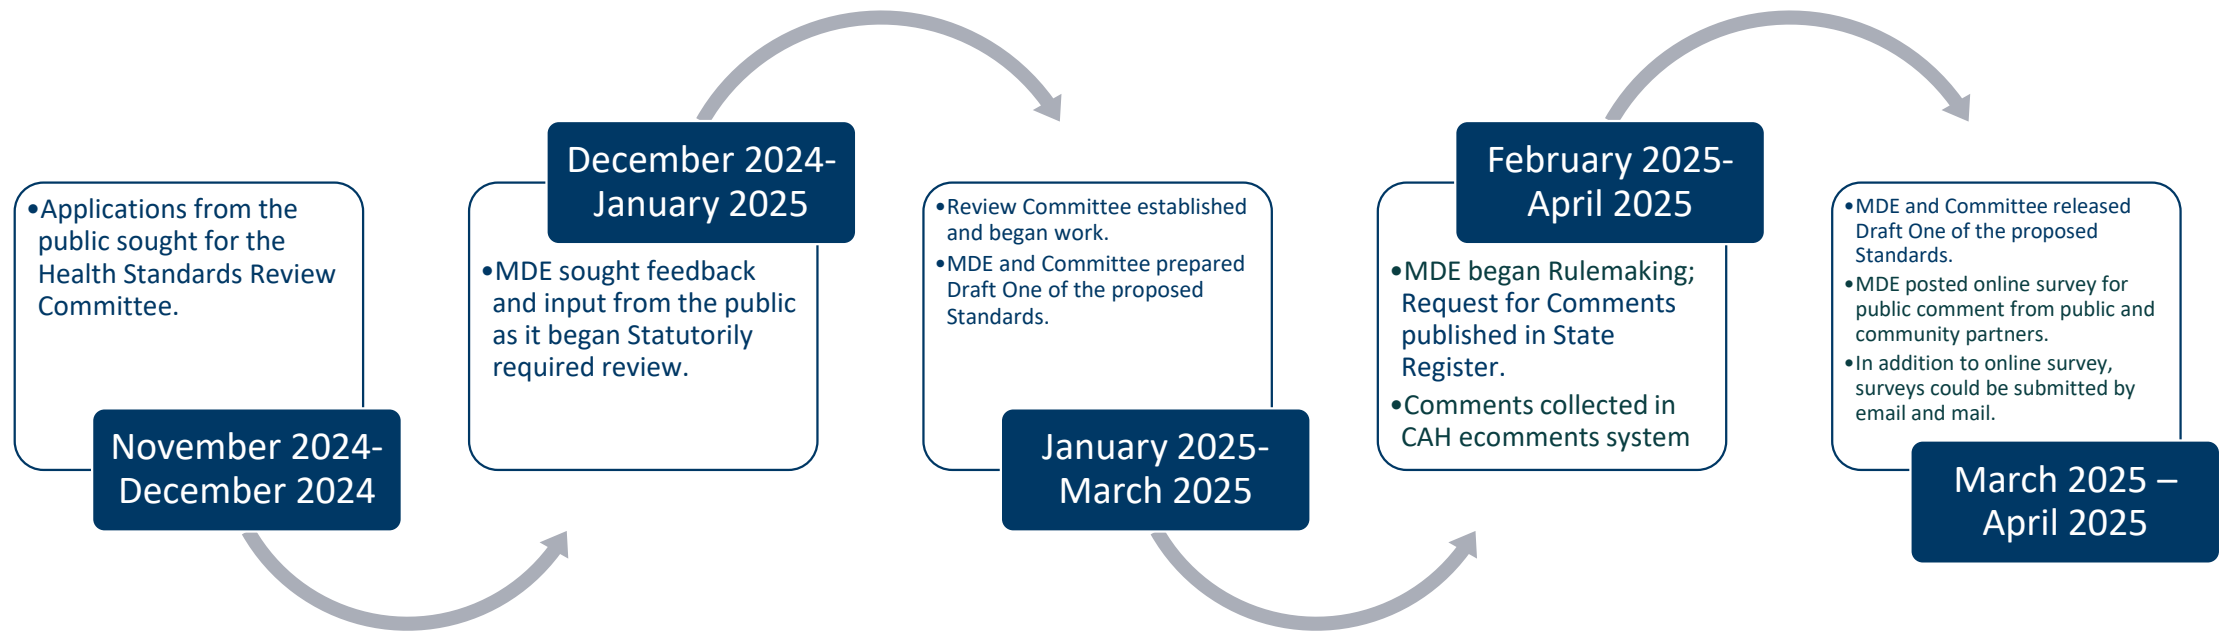 •Applications from the
public sought for the
Health Standards Review
Committee.
November 2024-
December 2024
December 2024-
January 2025
•MDE sought feedback
and input from the public
as it began Statutorily
required review.
•Review Committee established
and began work.
•MDE and Committee prepared
Draft One of the proposed
Standards.
January 2025-
March 2025
February 2025-
April 2025
•MDE began Rulemaking;
Request for Comments
published in State
Register.
•Comments collected in
CAH ecomments system
•MDE and Committee released
Draft One of the proposed
Standards.
•MDE posted online survey for
public comment from public and
community partners.
•In addition to online survey,
surveys could be submitted by
email and mail.
March 2025 –
April 2025